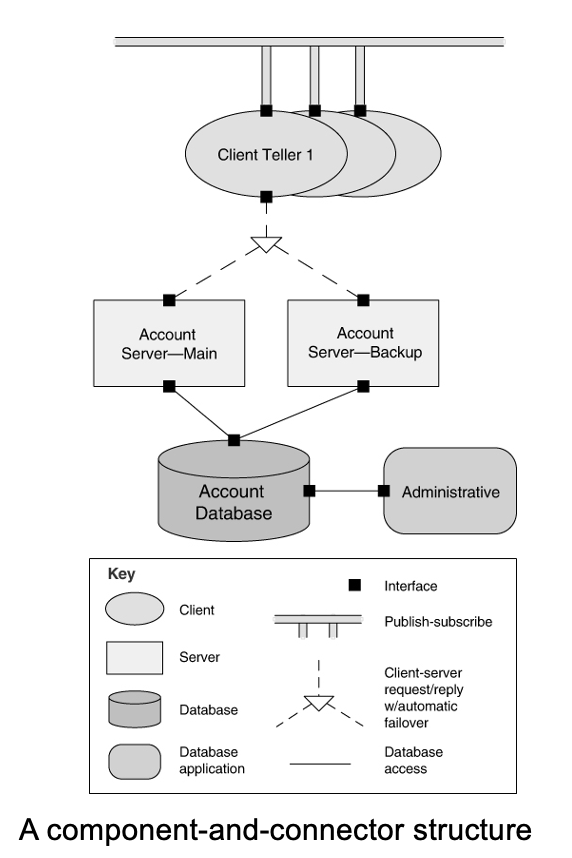 Client Teller 1
Account
Server—Main
Account
Server—Backup
Account
Database
Administrative
Key
Client
Server
Database
Database
application
Interface
Publish-subscribe
Client-server
request/reply
w/automatic
failover
Database
access
A component-and-connector structure